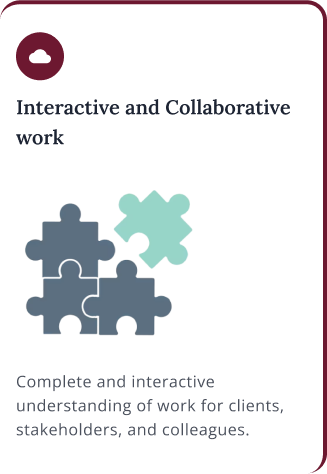 Interactive and Collaborative
work
Complete and interactive
understanding of work for clients,
stakeholders, and colleagues.